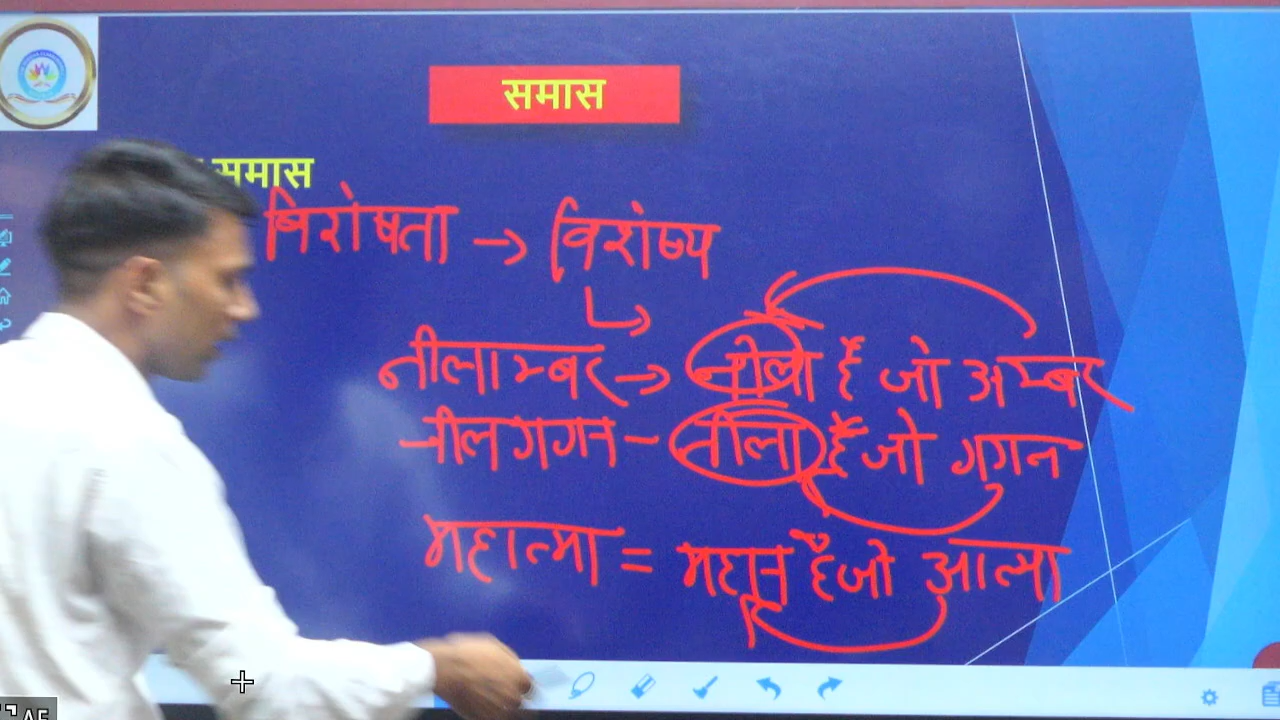 समास
समास
विशेषता → विशेष्य
नीलाम्बर → नीला है जो अम्बर
नीलगगन - नीला है जो गगन
महात्मा = महान है जो आत्मा